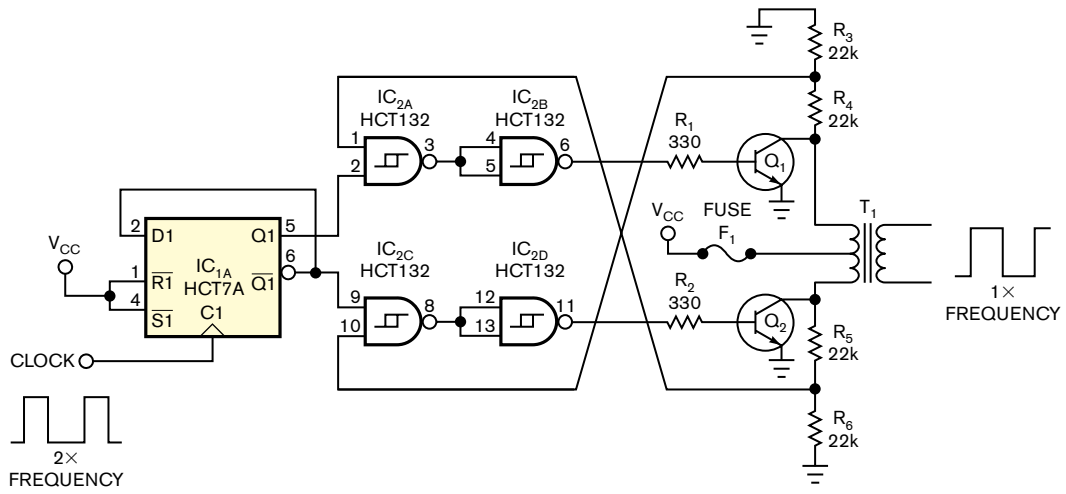 R3
22k
R4
22k
IC2A
HCT132
IC2B
HCT132
1
2
3
4
5
6
R1
330
Q1
VCC
FUSE
F1
T1
1×
FREQUENCY
2
D1
Q1
5
6
VCC
1
R1
IC1A
HCT7A
Q1
4
S1
C1
CLOCK
2×
FREQUENCY
IC2C
HCT132
IC2D
HCT132
9
10
8
12
13
11
R2
330
Q2
R5
22k
R6
22k